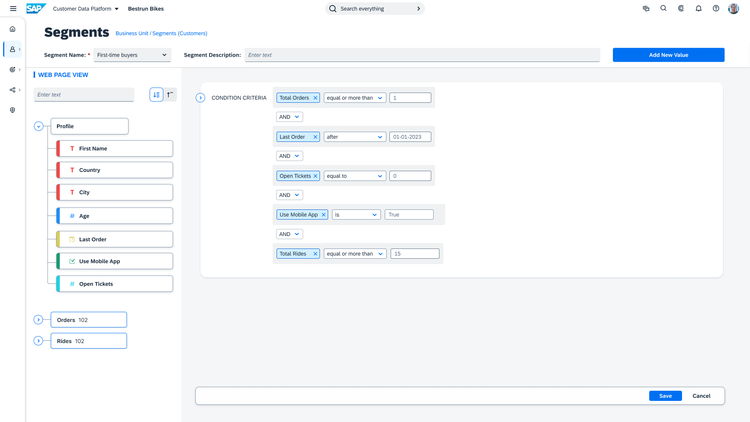 SAP Customer Data Platform Bestrun Bikes Search everything
Segments Business Unit / Segments (Customers)
Segment Name: * First-time buyers Segment Description: Enter text Add New Value
WEB PAGE VIEW
Enter text
Profile
T First Name
T Country
T City
# Age
Last Order
Use Mobile App
# Open Tickets
Orders 102
Rides 102
CONDITION CRITERIA Total Orders × equal or more than 1
AND
Last Order × after 01-01-2023
AND
Open Tickets × equal to 0
AND
Use Mobile App × is True
AND
Total Rides × equal or more than 15
Save Cancel